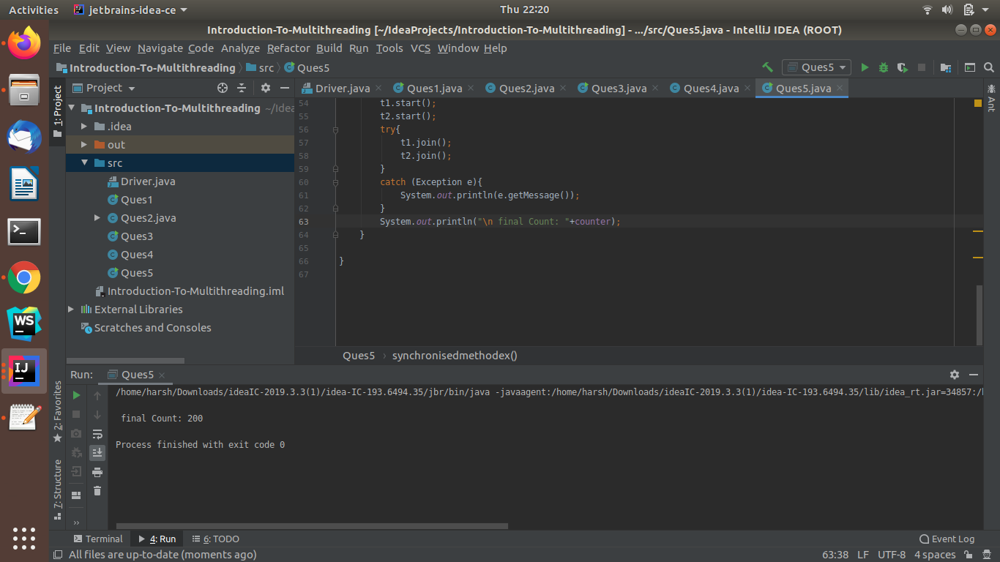 Activities jetbrains-idea-ce Thu 22:20
Introduction-To-Multithreading [~/IdeaProjects/Introduction-To-Multithreading] - .../src/Ques5.java - IntelliJ IDEA (ROOT)
File Edit View Navigate Code Analyze Refactor Build Run Tools VCS Window Help
Introduction-To-Multithreading src Ques5 Ques5
Project
Driver.java Ques1.java Ques2.java Ques3.java Ques4.java Ques5.java
1: Project
Introduction-To-Multithreading ~/Idea
.idea
out
src
Driver.java
Ques1
Ques2.java
Ques3
Ques4
Ques5
Introduction-To-Multithreading.iml
External Libraries
Scratches and Consoles
54 t1.start();
55 t2.start();
56 try{
57 t1.join();
58 t2.join();
59 }
60 catch (Exception e){
61 System.out.println(e.getMessage());
62 }
63 System.out.println("\n final Count: "+counter);
64 }
65
66 }
67
Ant
Ques5 › synchronisedmethodex()
Run: Ques5
2: Favorites
7: Structure
/home/harsh/Downloads/ideaIC-2019.3.3(1)/idea-IC-193.6494.35/jbr/bin/java -javaagent:/home/harsh/Downloads/ideaIC-2019.3.3(1)/idea-IC-193.6494.35/lib/idea_rt.jar=34857:/
final Count: 200
Process finished with exit code 0
WS
IJ
Terminal 4: Run 6: TODO Event Log
All files are up-to-date (moments ago) 63:38 LF UTF-8 4 spaces